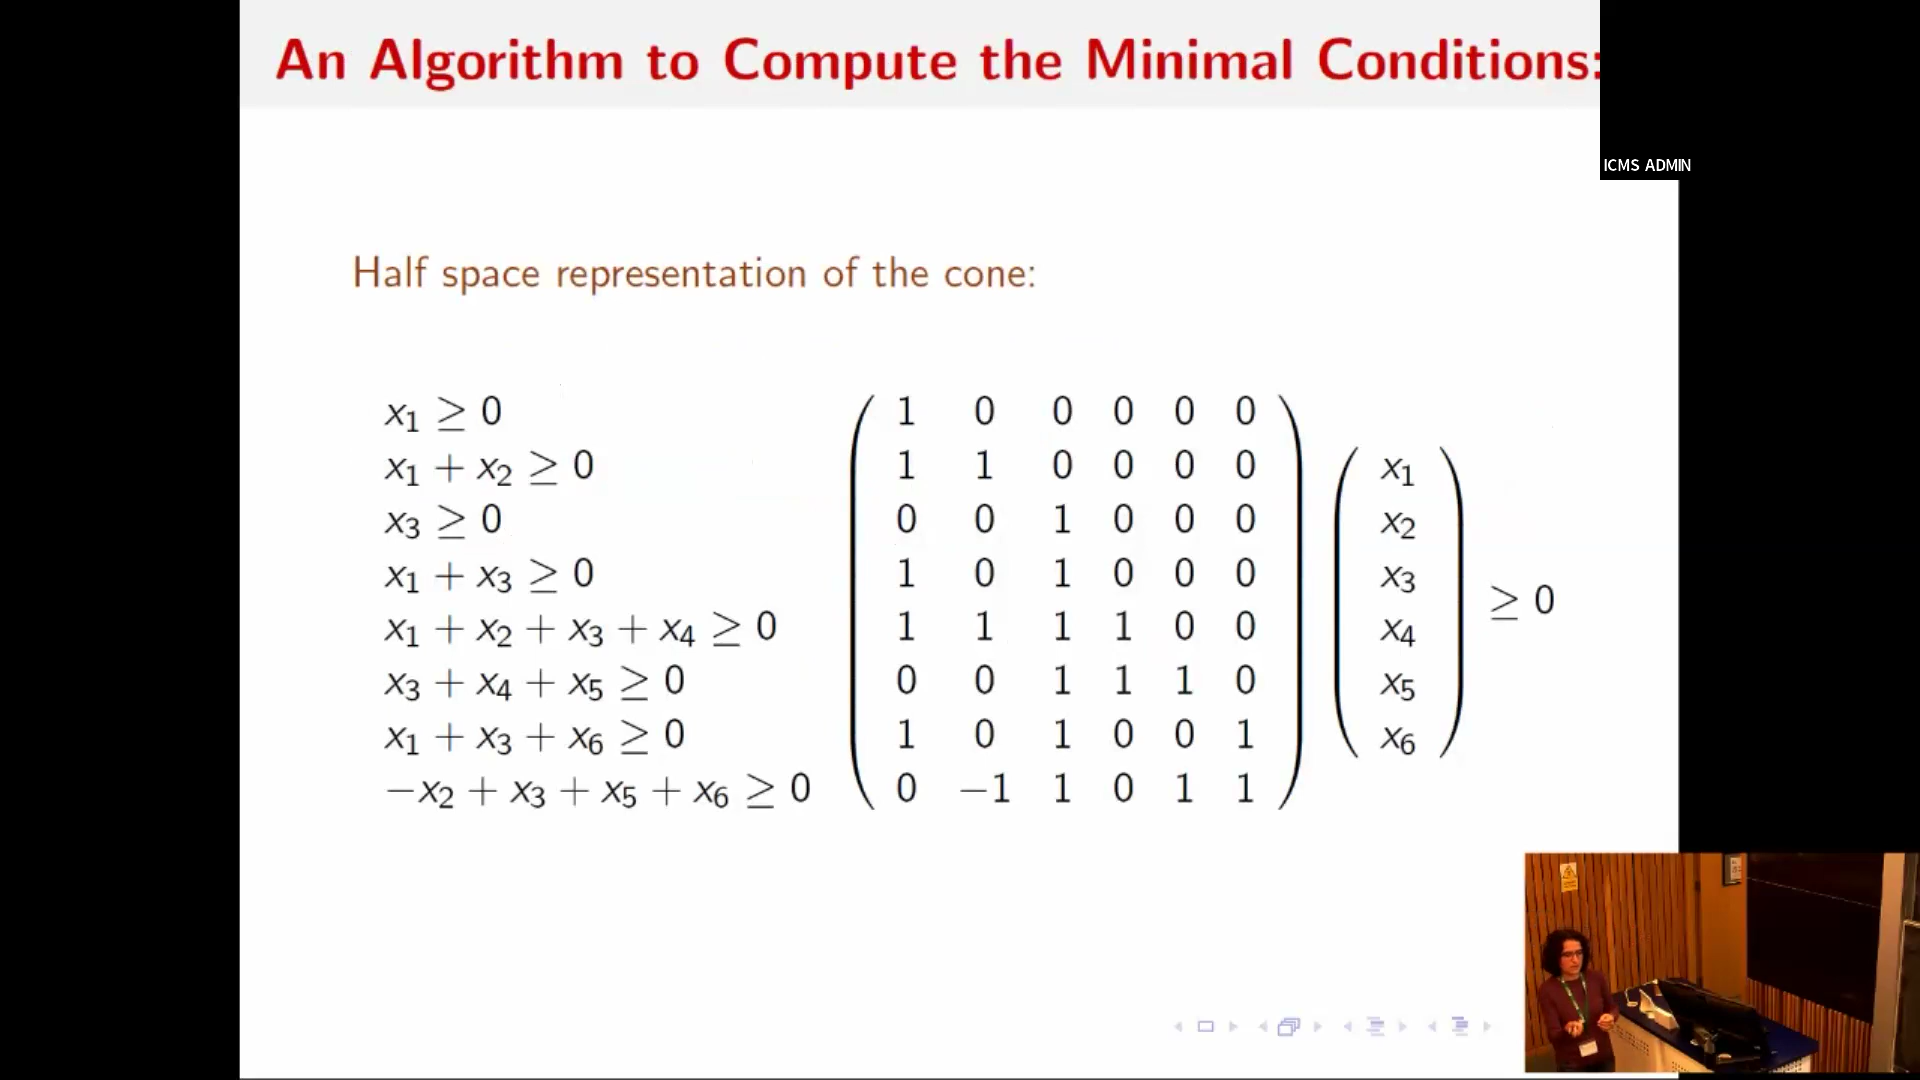 An Algorithm to Compute the Minimal Conditions:
ICMS ADMIN
Half space representation of the cone:
x₁ ≥ 0
x₁ + x₂ ≥ 0
x₃ ≥ 0
x₁ + x₃ ≥ 0
x₁ + x₂ + x₃ + x₄ ≥ 0
x₃ + x₄ + x₅ ≥ 0
x₁ + x₃ + x₆ ≥ 0
−x₂ + x₃ + x₅ + x₆ ≥ 0
1 0 0 0 0 0
1 1 0 0 0 0
0 0 1 0 0 0
1 0 1 0 0 0
1 1 1 1 0 0
0 0 1 1 1 0
1 0 1 0 0 1
0 −1 1 0 1 1
x₁
x₂
x₃
x₄
x₅
x₆
≥ 0